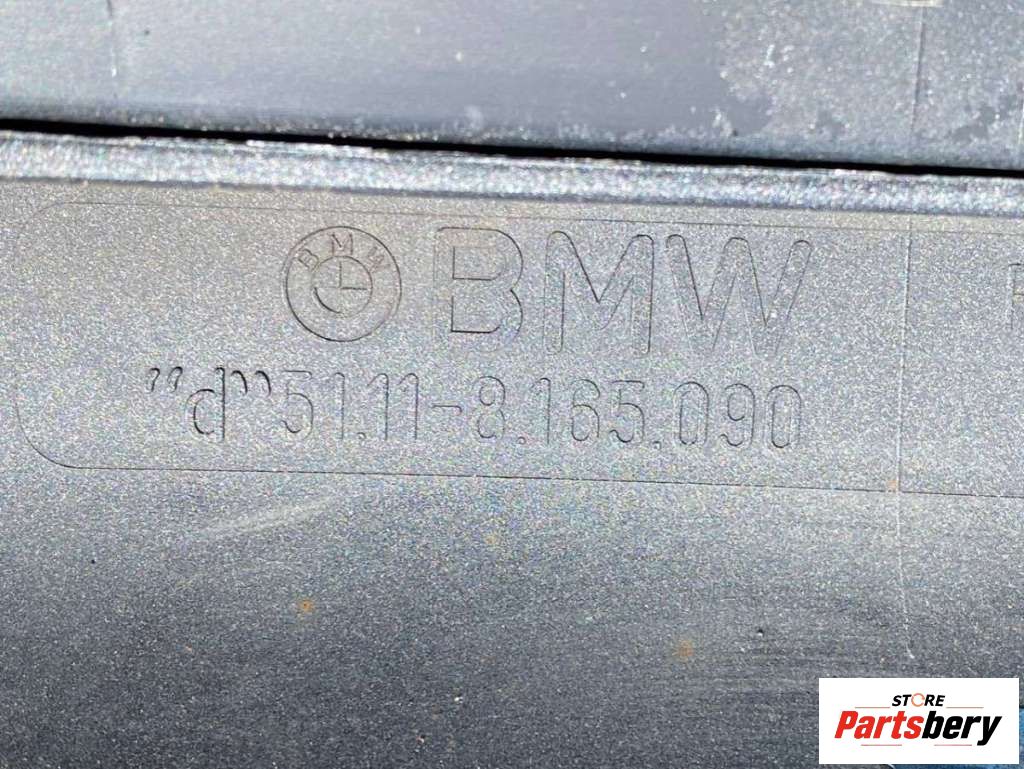 BMW BMW
"d"51.11-8.165.090
STORE
Partsbery